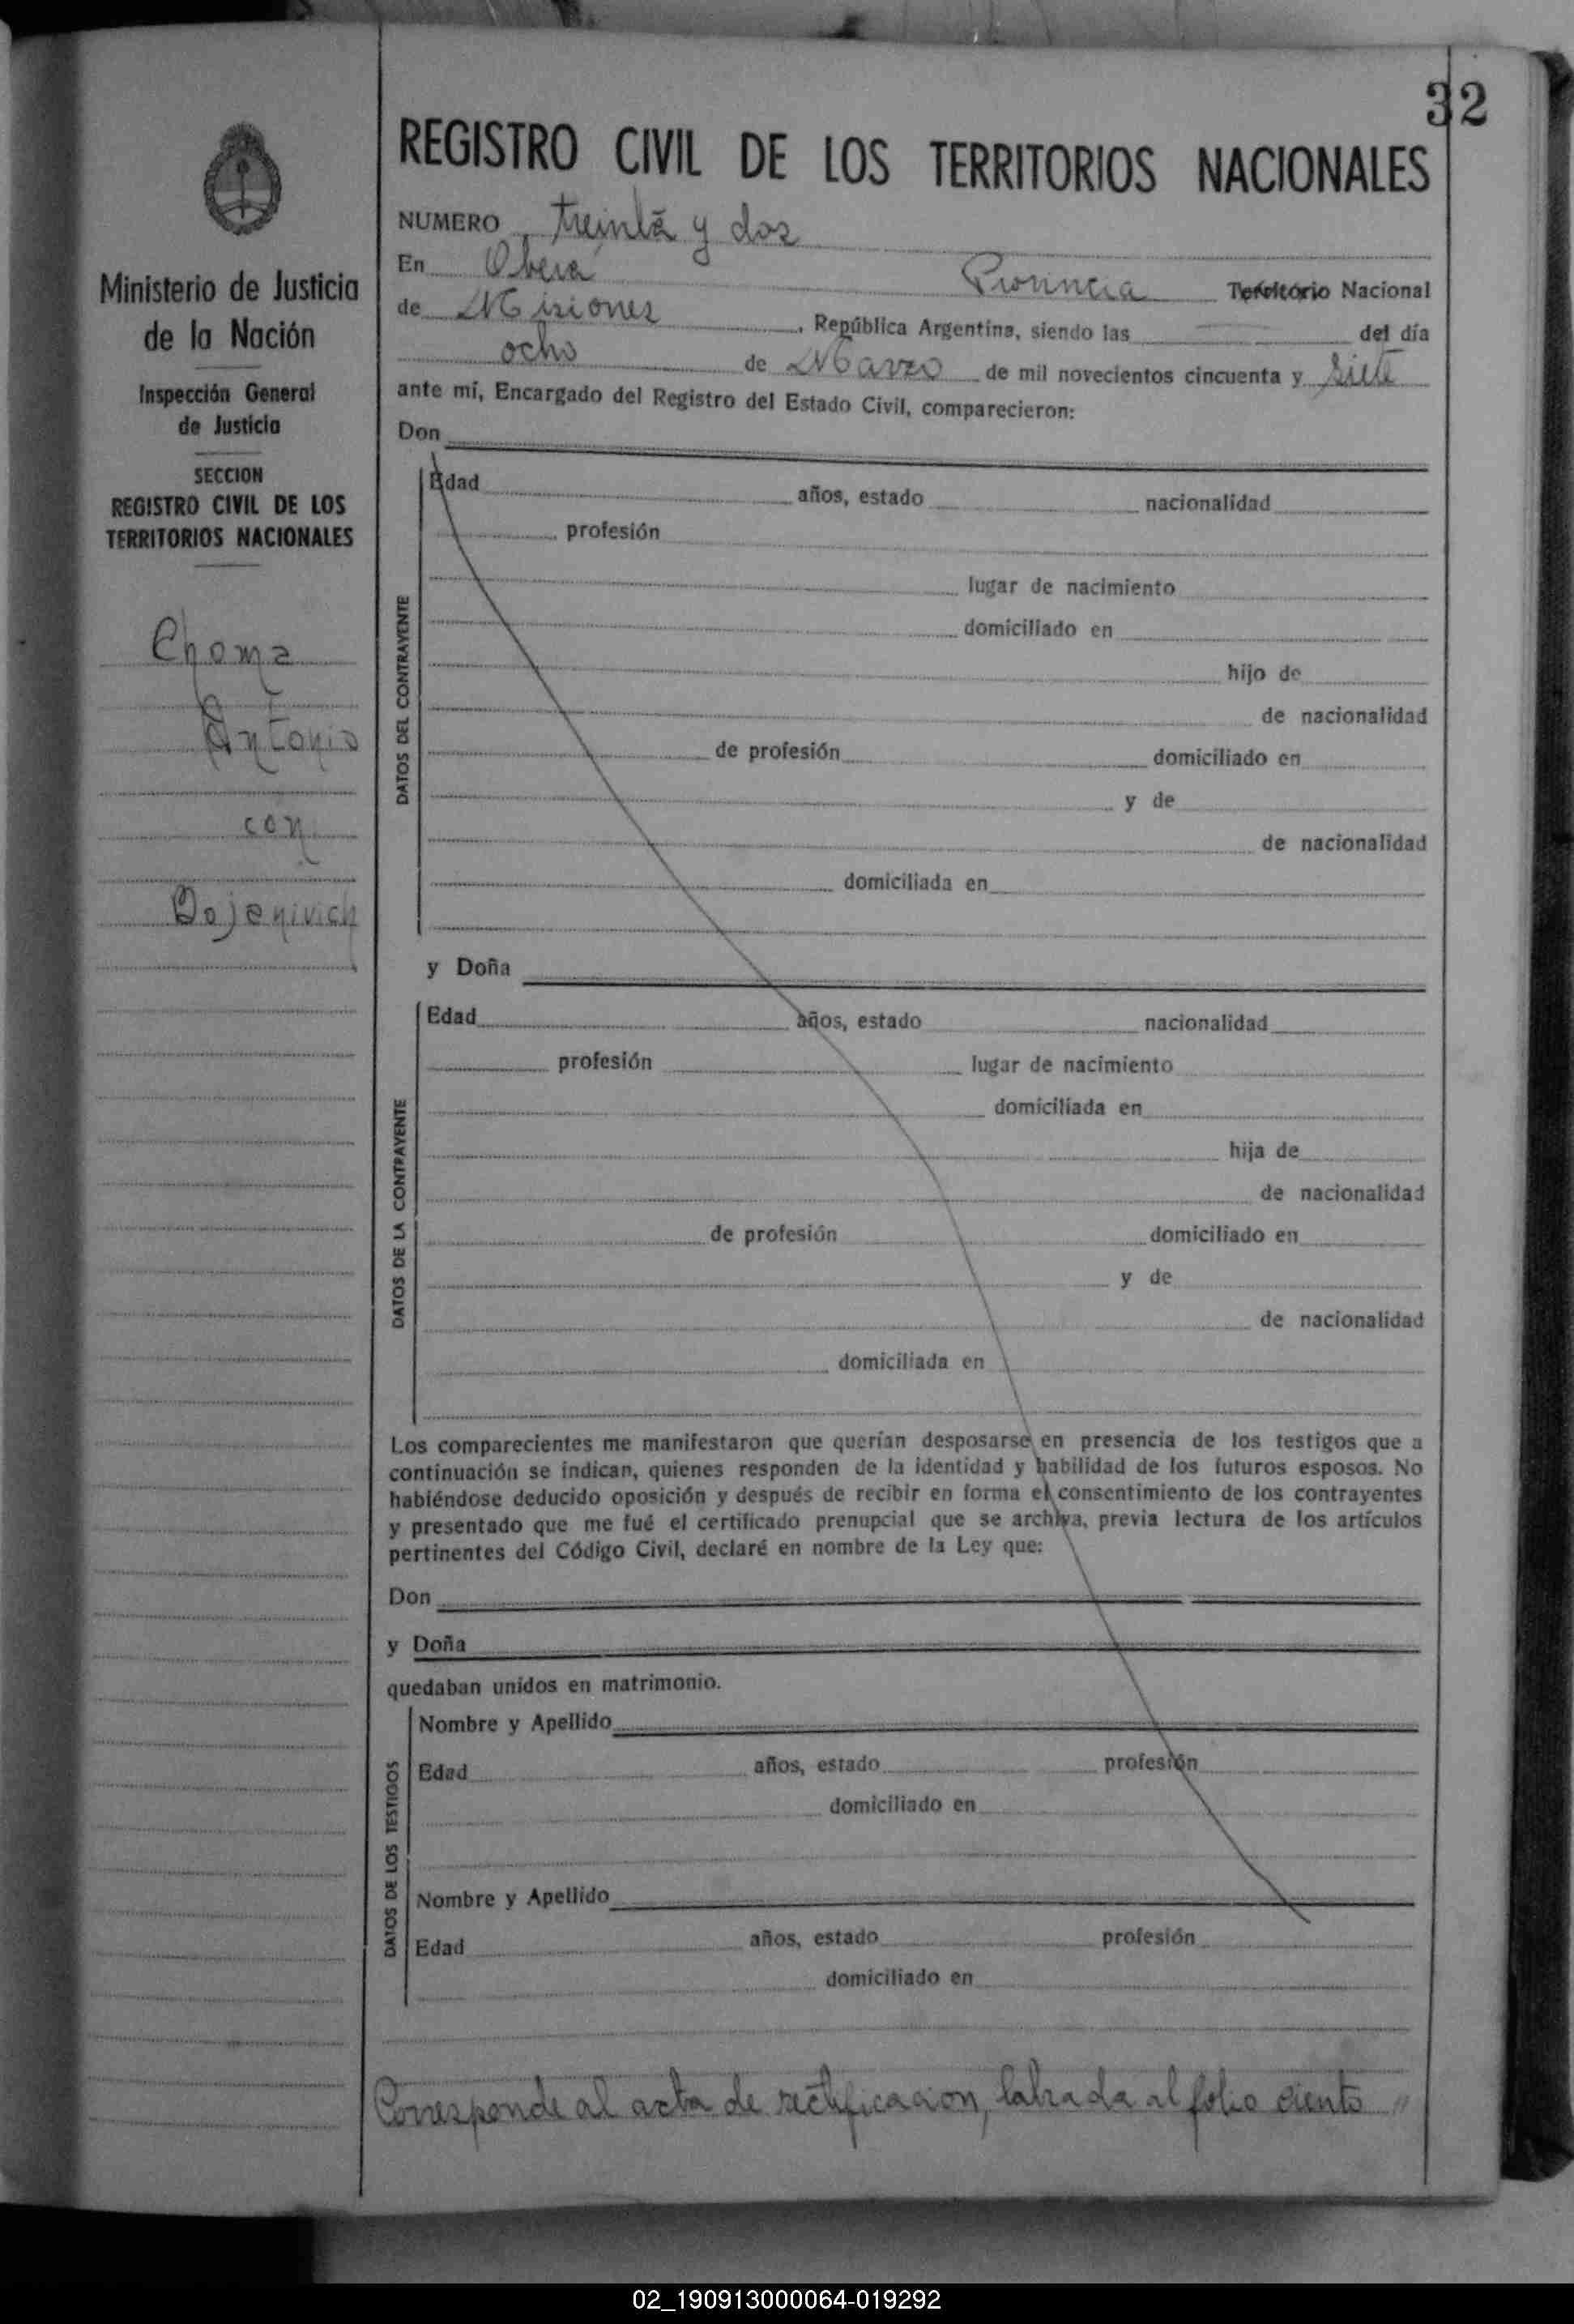 32
REGISTRO CIVIL DE LOS TERRITORIOS NACIONALES
NUMERO treinta y dos
En Oberá Provincia Territorio Nacional
de Misiones, República Argentina, siendo las del día
ocho de Marzo de mil novecientos cincuenta y siete
ante mí, Encargado del Registro del Estado Civil, comparecieron:
Don
Ministerio de Justicia
de la Nación
Inspección General
de Justicia
SECCION
REGISTRO CIVIL DE LOS
TERRITORIOS NACIONALES
Choma
Antonio
con
Dojanivich
DATOS DEL CONTRAYENTE
Edad años, estado nacionalidad
profesión
lugar de nacimiento
domiciliado en
hijo de
de nacionalidad
de profesión domiciliado en
y de
de nacionalidad
domiciliada en
y Doña
DATOS DE LA CONTRAYENTE
Edad años, estado nacionalidad
profesión lugar de nacimiento
domiciliada en
hija de
de nacionalidad
de profesión domiciliado en
y de
de nacionalidad
domiciliada en
Los comparecientes me manifestaron que querían desposarse en presencia de los testigos que a
continuación se indican, quienes responden de la identidad y habilidad de los futuros esposos. No
habiéndose deducido oposición y después de recibir en forma el consentimiento de los contrayentes
y presentado que me fué el certificado prenupcial que se archiva, previa lectura de los artículos
pertinentes del Código Civil, declaré en nombre de la Ley que:
Don
y Doña
quedaban unidos en matrimonio.
DATOS DE LOS TESTIGOS
Nombre y Apellido
Edad años, estado profesión
domiciliado en
Nombre y Apellido
Edad años, estado profesión
domiciliado en
Corresponde al acta de rectificacion, labrada al folio ciento "
02_190913000064-019292